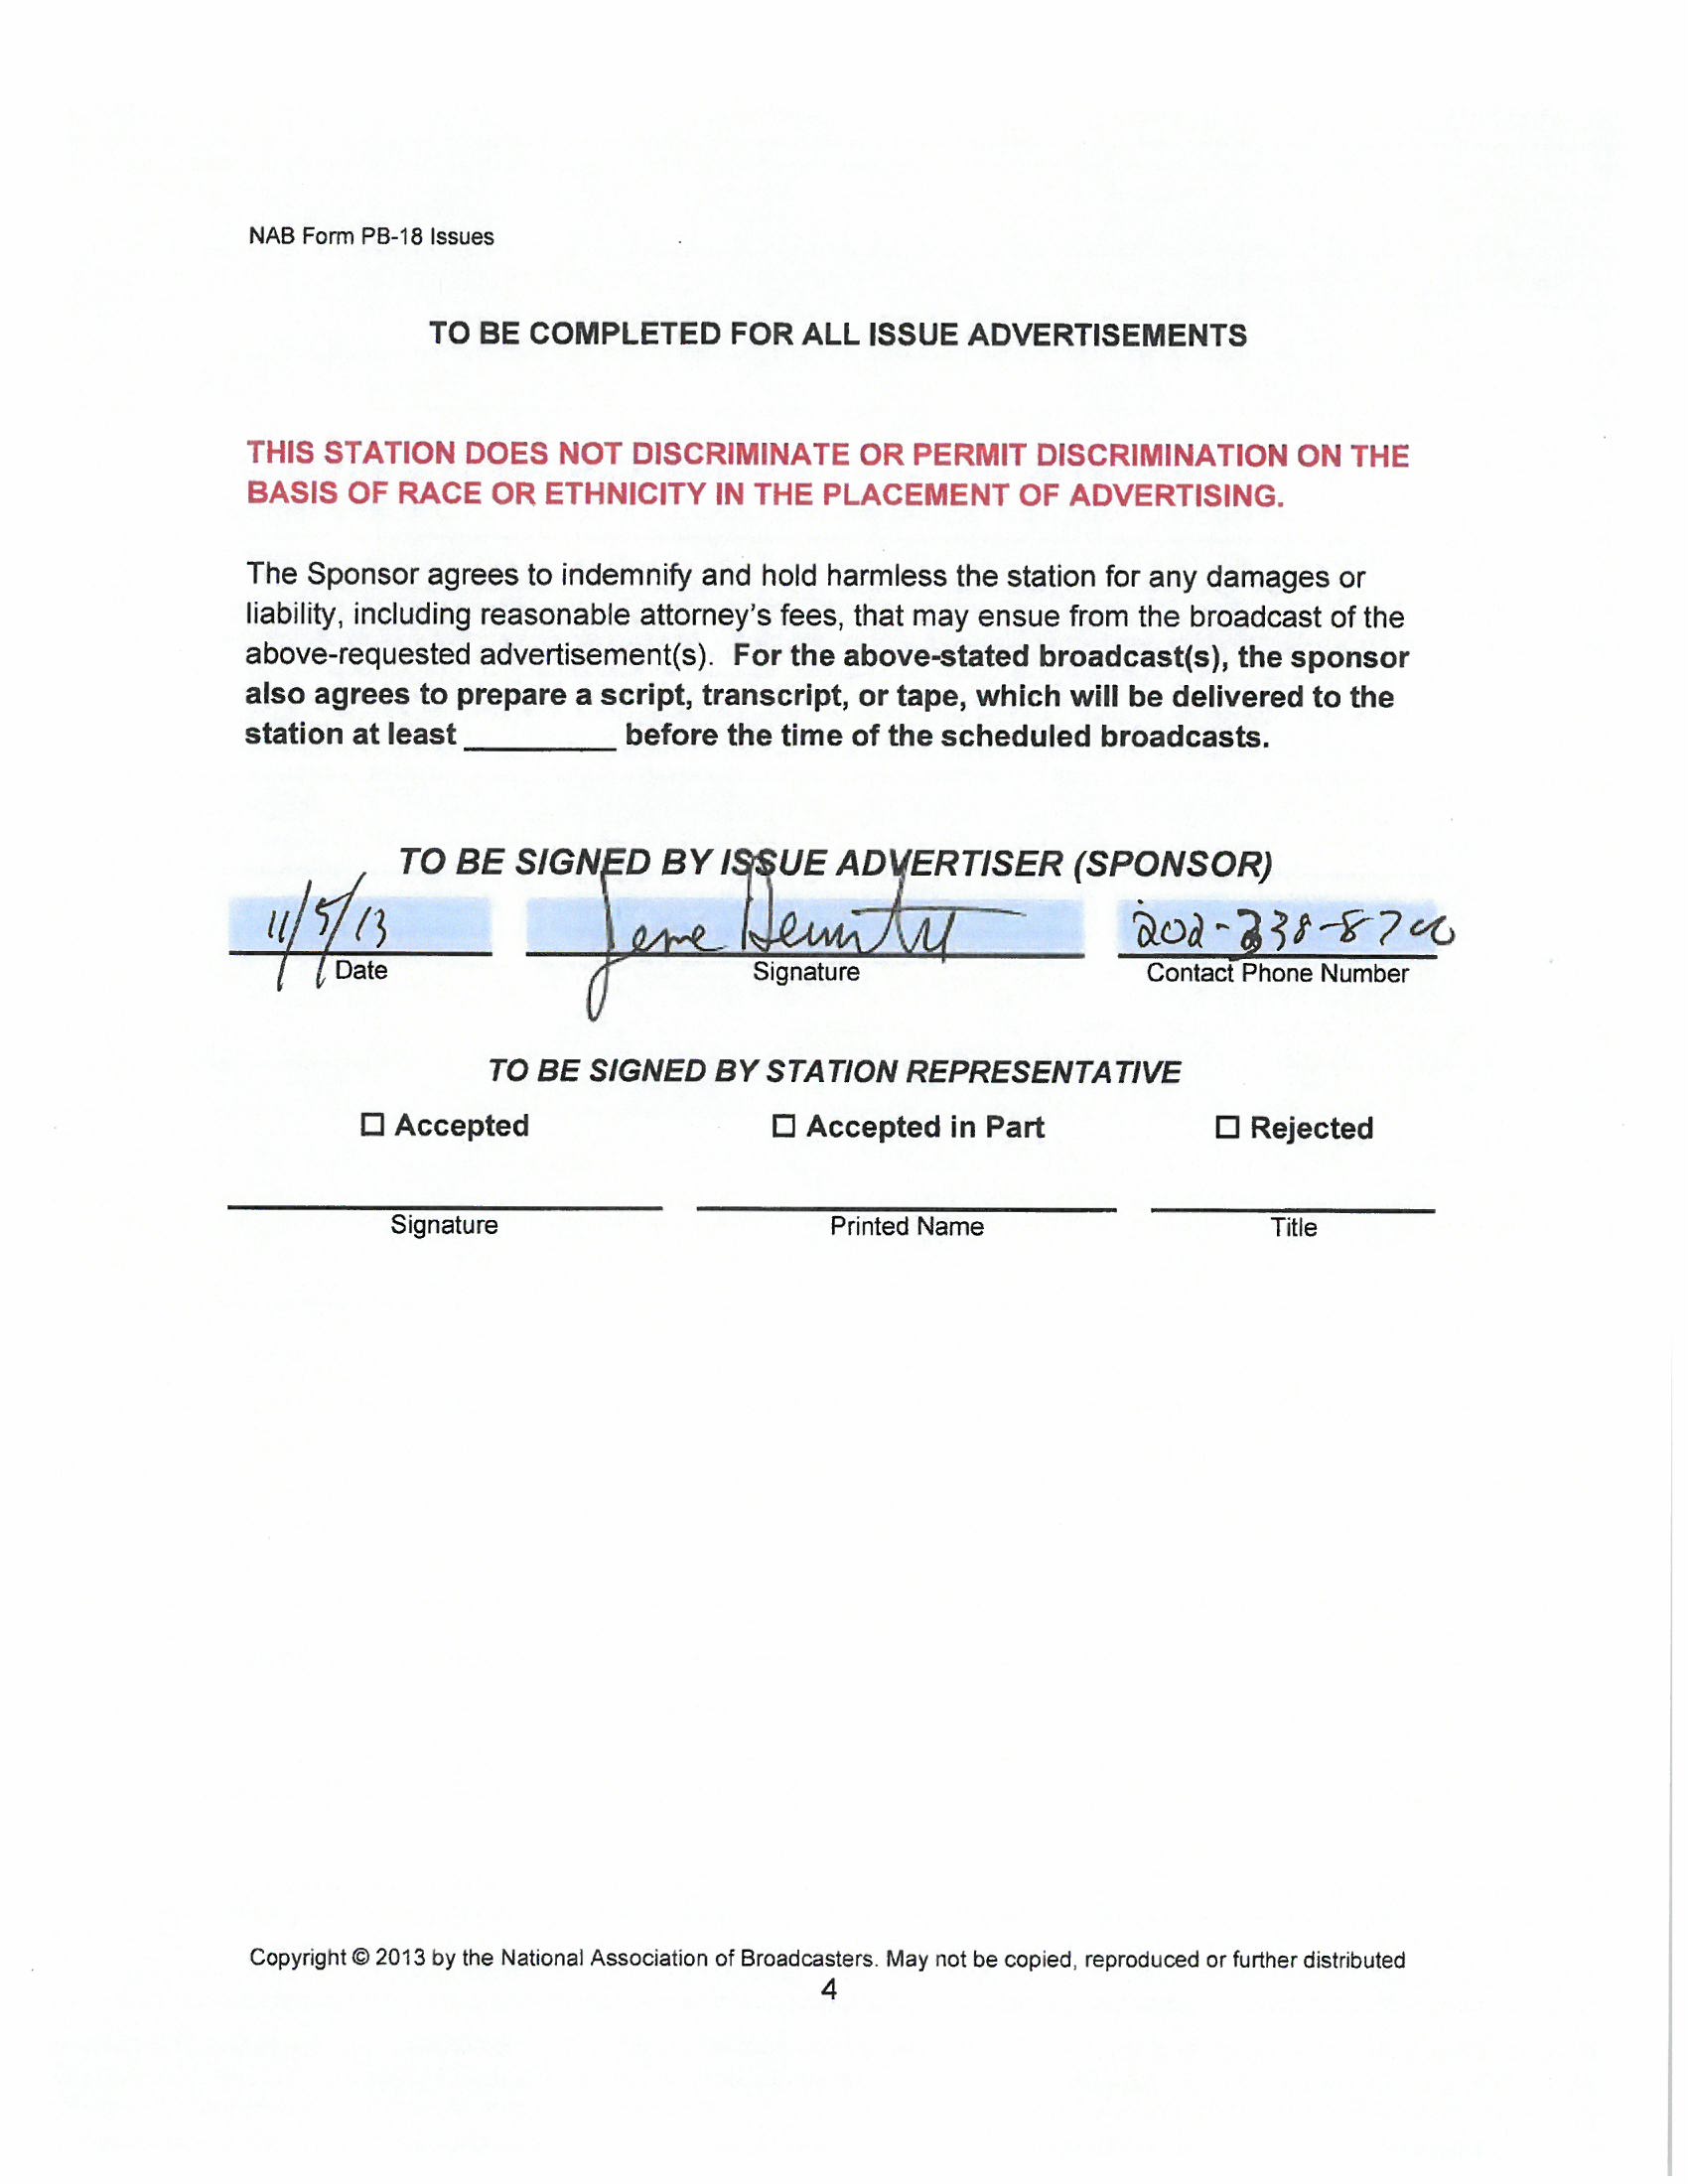 NAB Form PB-18 Issues
TO BE COMPLETED FOR ALL ISSUE ADVERTISEMENTS
THIS STATION DOES NOT DISCRIMINATE OR PERMIT DISCRIMINATION ON THE
BASIS OF RACE OR ETHNICITY IN THE PLACEMENT OF ADVERTISING.
The Sponsor agrees to indemnify and hold harmless the station for any damages or
liability, including reasonable attorney's fees, that may ensue from the broadcast of the
above-requested advertisement(s). For the above-stated broadcast(s), the sponsor
also agrees to prepare a script, transcript, or tape, which will be delivered to the
station at least __________ before the time of the scheduled broadcasts.
TO BE SIGNED BY ISSUE ADVERTISER (SPONSOR)
11/5/13 202-338-8700
Date Signature Contact Phone Number
TO BE SIGNED BY STATION REPRESENTATIVE
☐ Accepted ☐ Accepted in Part ☐ Rejected
Signature Printed Name Title
Copyright © 2013 by the National Association of Broadcasters. May not be copied, reproduced or further distributed
4